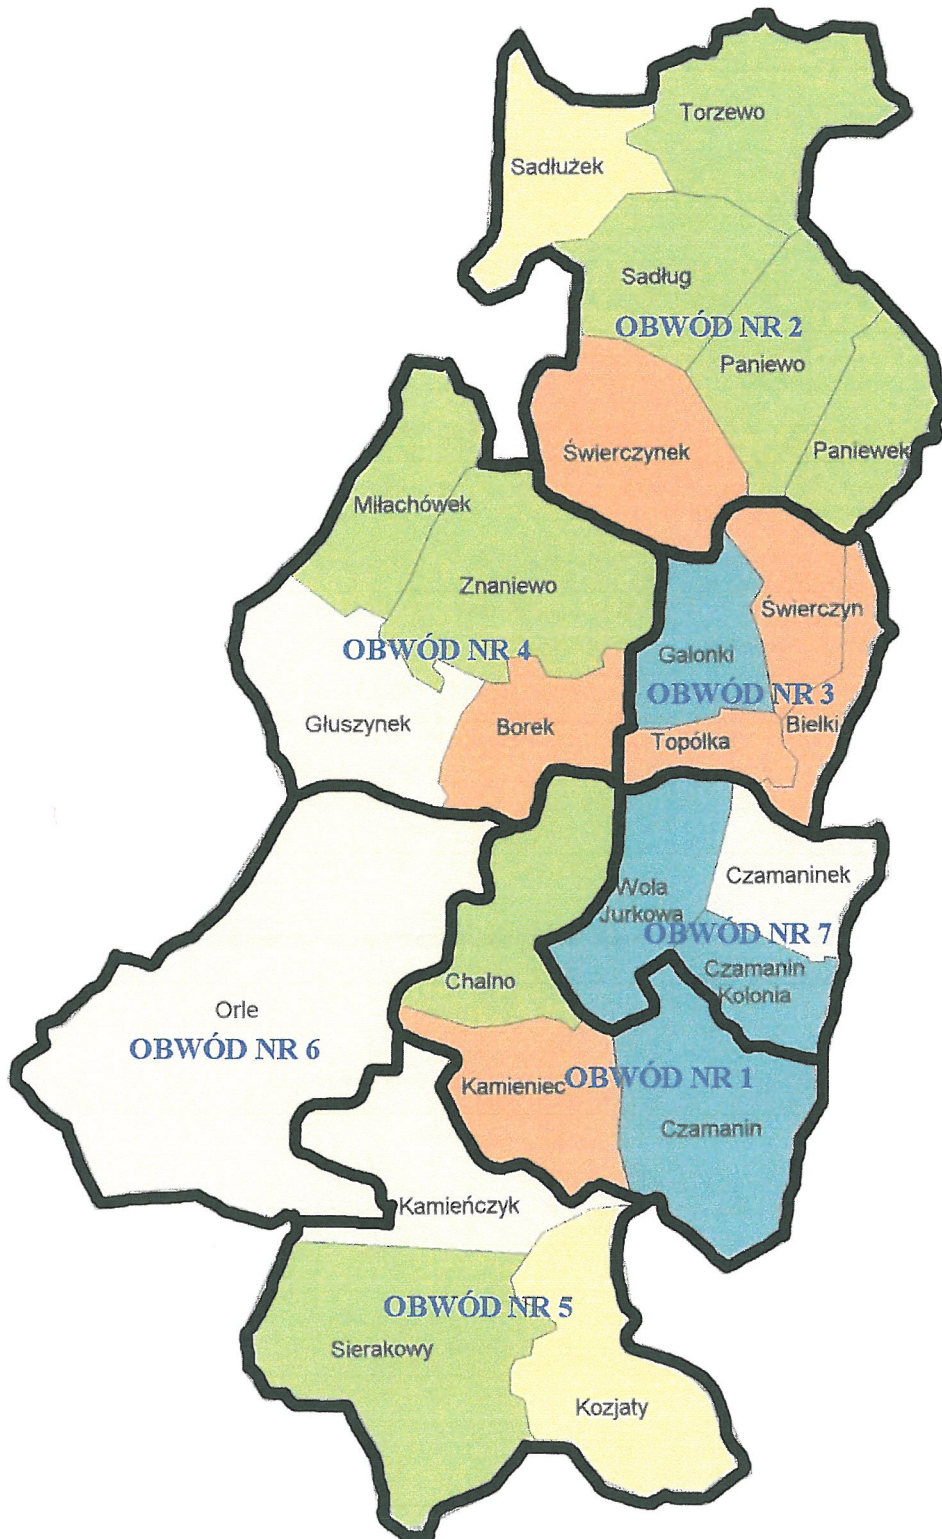 Torzewo
Sadłużek
Sadług
OBWÓD NR 2
Paniewo
Paniewek
Świerczynek
Miłachówek
Znaniewo
Świerczyn
OBWÓD NR 4
Galonki
OBWÓD NR 3
Głuszynek
Borek
Topólka
Bielki
Czamaninek
Wola
Jurkowa
OBWÓD NR 7
Czamanin
Kolonia
Chalno
Orle
OBWÓD NR 6
Kamieniec
OBWÓD NR 1
Czamanin
Kamieńczyk
OBWÓD NR 5
Sierakowy
Kozjaty